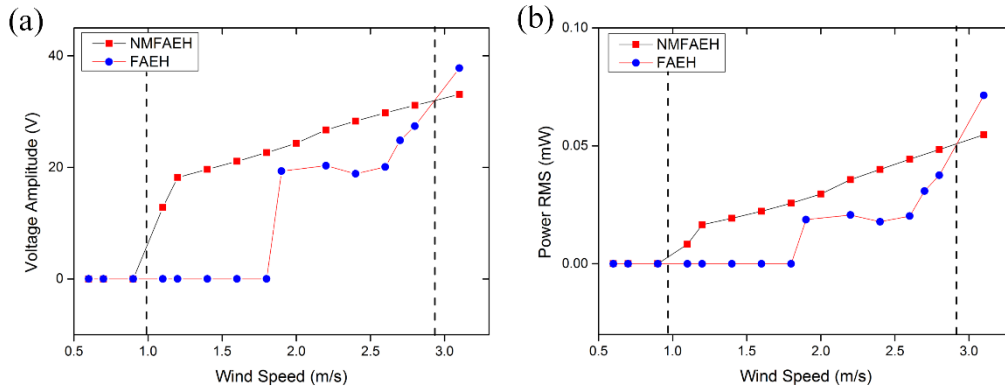 (a)
NMFAEH
FAEH
Voltage Amplitude (V)
40
20
0
0.5 1.0 1.5 2.0 2.5 3.0
Wind Speed (m/s)
(b)
NMFAEH
FAEH
Power RMS (mW)
0.10
0.05
0.00
0.5 1.0 1.5 2.0 2.5 3.0
Wind Speed (m/s)